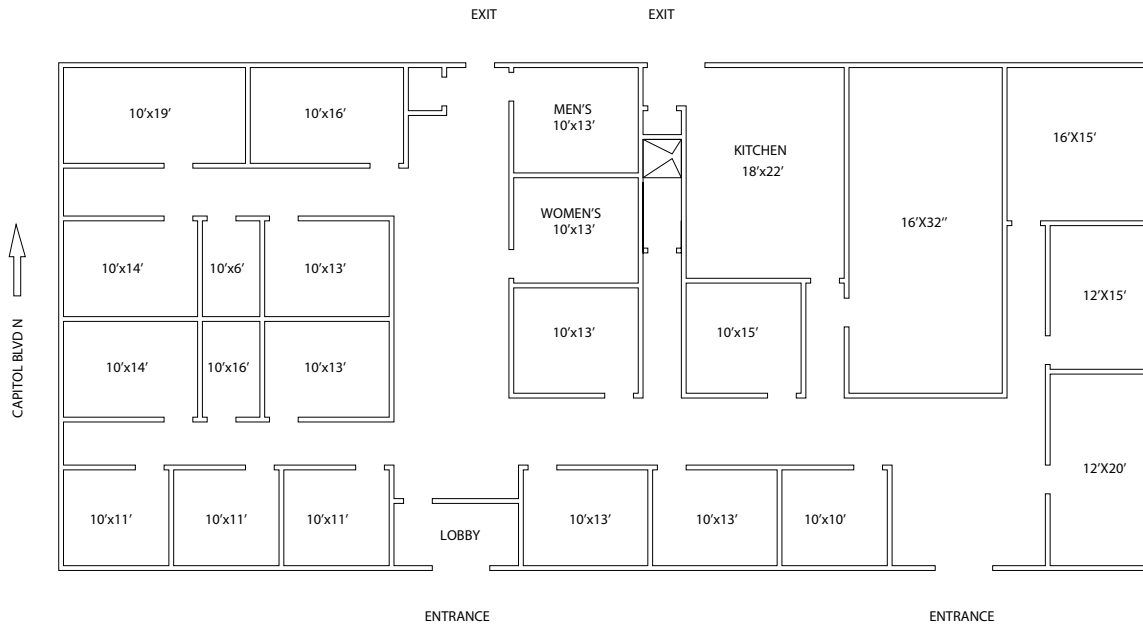 EXIT
EXIT
10'x19'
10'x16'
MEN'S
10'x13'
KITCHEN
18'x22'
16'X15'
WOMEN'S
10'x13'
16'X32"
10'x14'
10'x6'
10'x13'
12'X15'
10'x14'
10'x16'
10'x13'
10'x13'
10'x15'
CAPITOL BLVD N
12'X20'
10'x11'
10'x11'
10'x11'
LOBBY
10'x13'
10'x13'
10'x10'
ENTRANCE
ENTRANCE